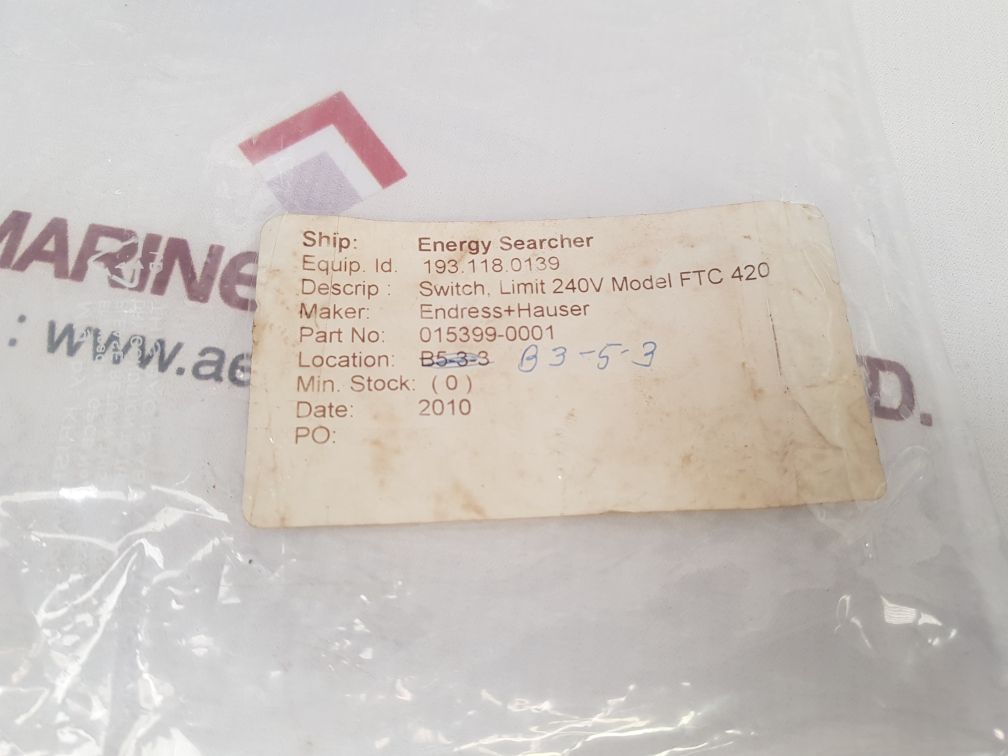 MARINE
: www.ae
D.
Ship: Energy Searcher
Equip. Id. 193.118.0139
Descrip : Switch, Limit 240V Model FTC 420
Maker: Endress+Hauser
Part No: 015399-0001
Location: B5-3-3 B3-5-3
Min. Stock: ( 0 )
Date: 2010
PO: